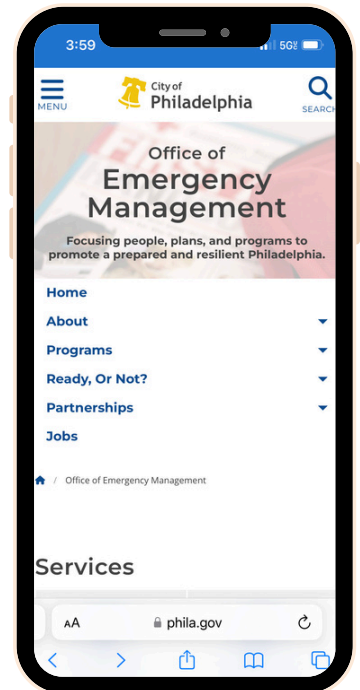 3:59
5G
MENU
City of
Philadelphia
SEARCH
Office of
Emergency
Management
Focusing people, plans, and programs to
promote a prepared and resilient Philadelphia.
Home
About
Programs
Ready, Or Not?
Partnerships
Jobs
/ Office of Emergency Management
Services
AA
phila.gov